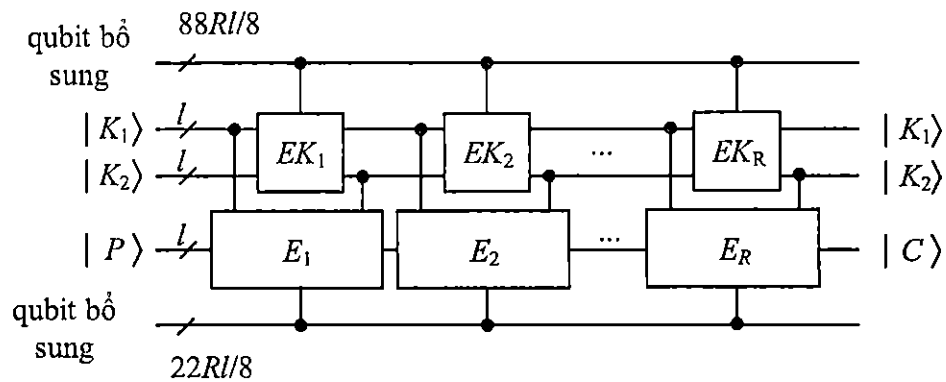 88Rl/8
qubit bổ
sung
| K₁⟩ l EK₁ EK₂ ... EK_R | K₁⟩
| K₂⟩ l | K₂⟩
| P⟩ l E₁ E₂ ... E_R | C⟩
qubit bổ
sung
22Rl/8